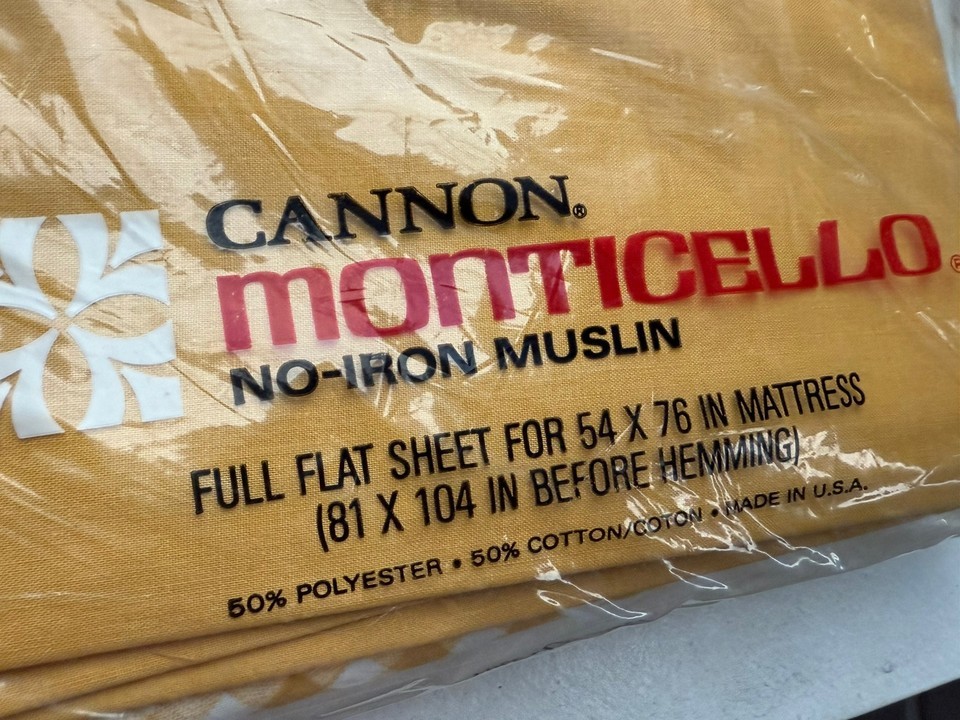 CANNON®
MONTICELLO®
NO-IRON MUSLIN
FULL FLAT SHEET FOR 54 X 76 IN MATTRESS
(81 X 104 IN BEFORE HEMMING)
50% POLYESTER • 50% COTTON/COTON • MADE IN U.S.A.